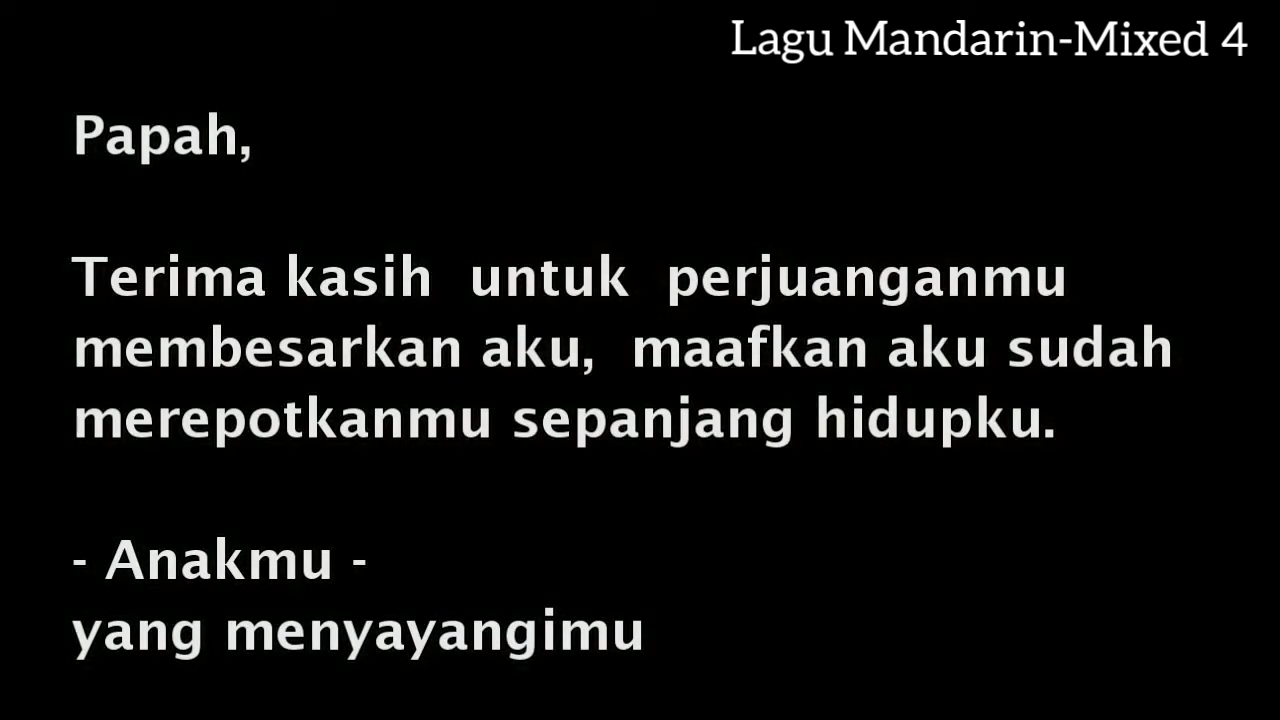 Lagu Mandarin-Mixed 4
Papah,
Terima kasih untuk perjuanganmu
membesarkan aku, maafkan aku sudah
merepotkanmu sepanjang hidupku.
- Anakmu -
yang menyayangimu